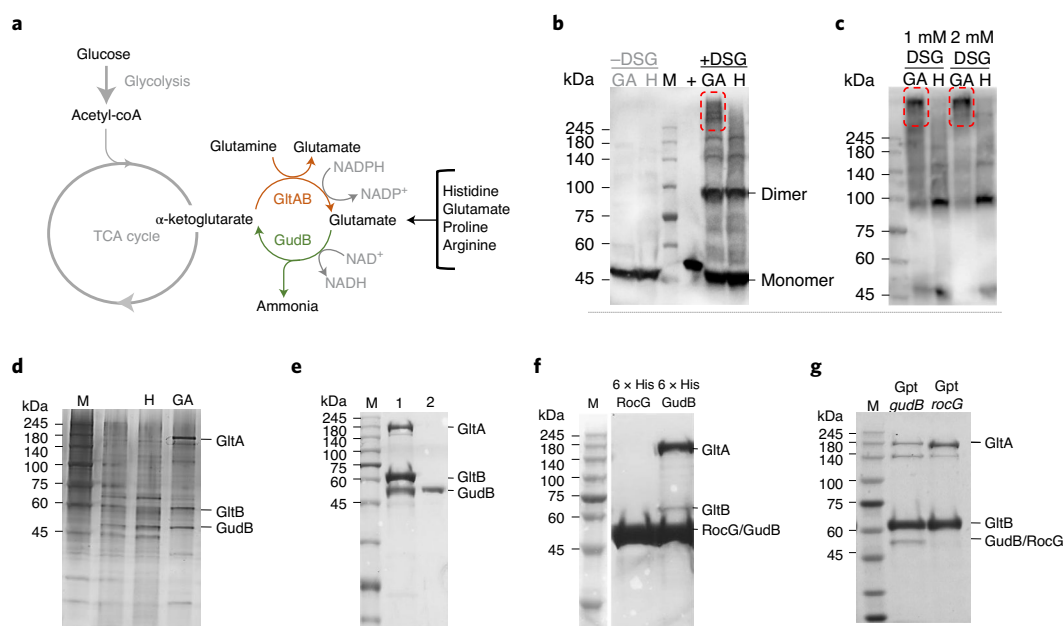 a
Glucose
Glycolysis
Acetyl-coA
TCA cycle
α-ketoglutarate
Glutamine
Glutamate
NADPH
NADP+
GltAB
Glutamate
GudB
NAD+
NADH
Ammonia
Histidine
Glutamate
Proline
Arginine
b
–DSG
+DSG
kDa
GA H M + GA H
245
180
140
100
75
60
45
Dimer
Monomer
c
1 mM 2 mM
DSG DSG
kDa
GA H GA H
245
180
140
100
75
60
45
d
M H GA
kDa
245
180
140
100
75
60
45
GltA
GltB
GudB
e
kDa
M 1 2
245
180
140
100
75
60
45
GltA
GltB
GudB
f
6 × His 6 × His
RocG GudB
M
kDa
245
180
140
100
75
60
45
GltA
GltB
RocG/GudB
g
Gpt Gpt
gudB rocG
M
kDa
245
180
140
100
75
60
45
GltA
GltB
GudB/RocG